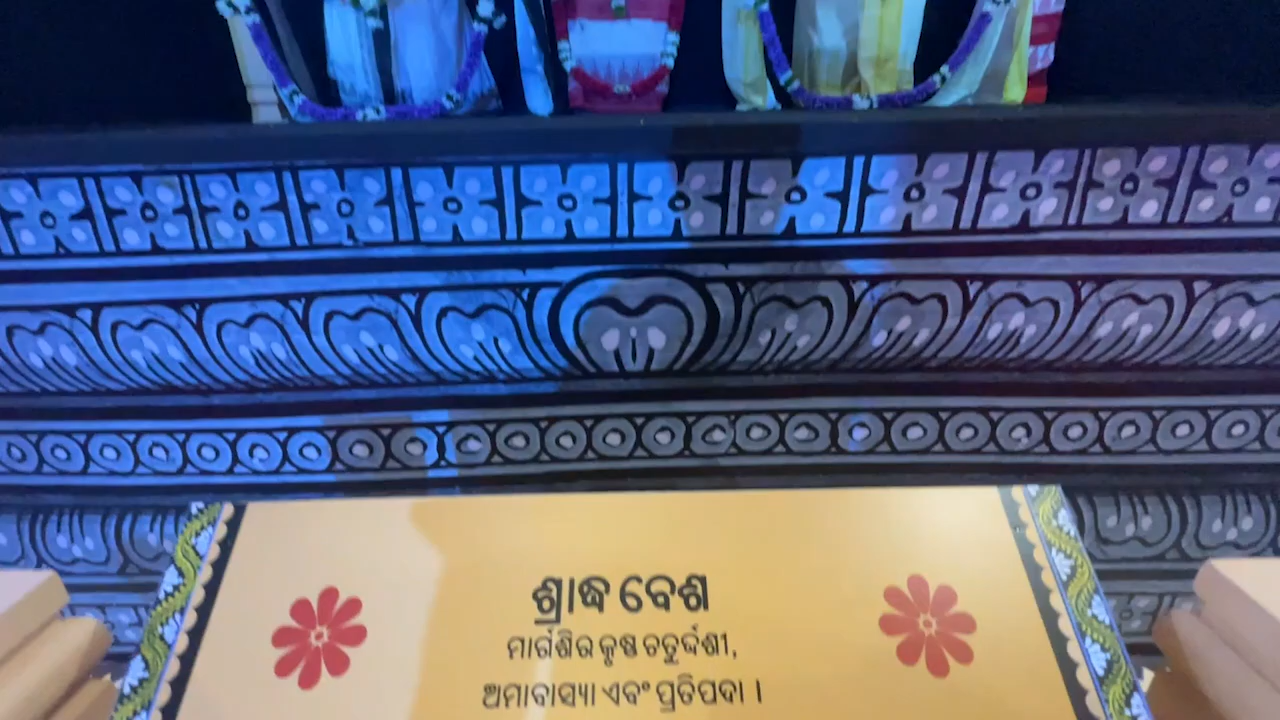 ଶ୍ରାଦ୍ଧ ବେଶ
ମାର୍ଗଶିର କୃଷ୍ଣ ଚତୁର୍ଦ୍ଦଶୀ,
ଅମାବାସ୍ୟା ଏବଂ ପ୍ରତିପଦା ।